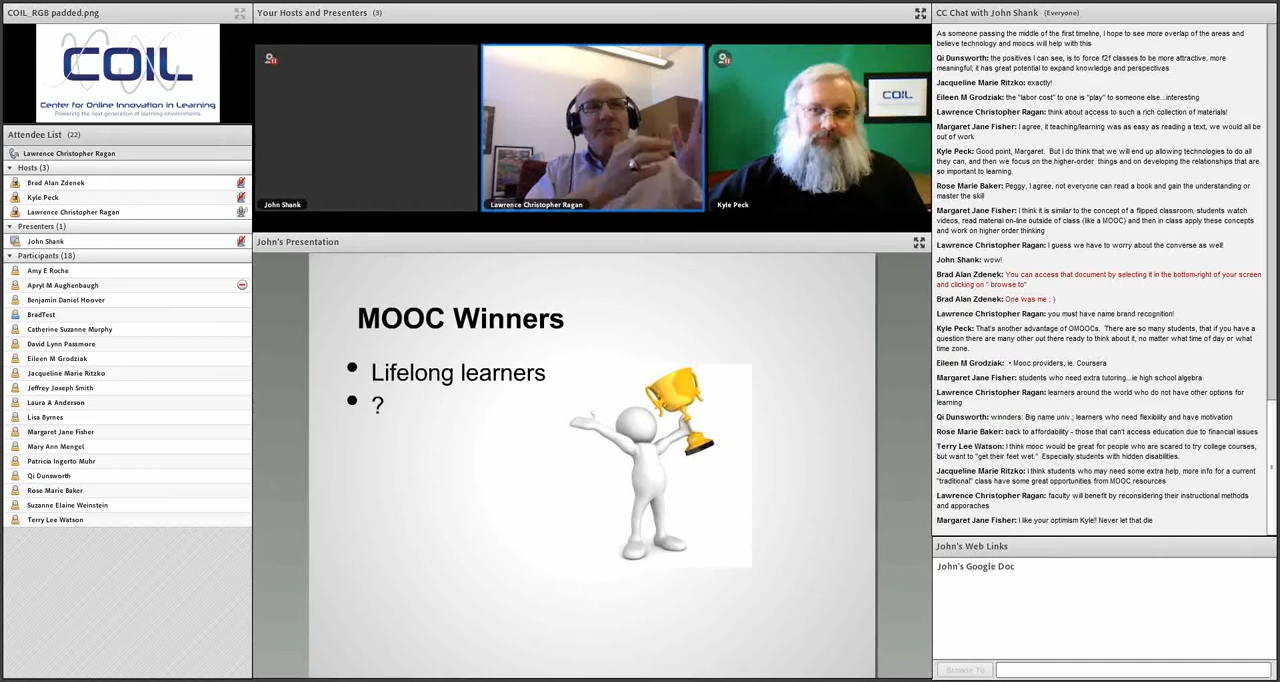 COIL_RGB padded.png
COIL
Center for Online Innovation in Learning
Powering the next generation of learning environments
Attendee List (22)
Lawrence Christopher Ragan
Hosts (3)
Brad Alan Zdenek
Kyle Peck
Lawrence Christopher Ragan
Presenters (1)
John Shank
Participants (18)
Amy E Roche
Apryl M Aughenbaugh
Benjamin Daniel Hoover
BradTest
Catherine Suzanne Murphy
David Lynn Passmore
Eileen M Grodziak
Jacqueline Marie Ritzko
Jeffrey Joseph Smith
Laura A Anderson
Lisa Byrnes
Margaret Jane Fisher
Mary Ann Mengel
Patricia Ingerto Muhr
Qi Dunsworth
Rose Marie Baker
Suzanne Elaine Weinstein
Terry Lee Watson
Your Hosts and Presenters (3)
John Shank
Lawrence Christopher Ragan
COIL
Kyle Peck
John's Presentation
MOOC Winners
• Lifelong learners
• ?
CC Chat with John Shank (Everyone)
As someone passing the middle of the first timeline, I hope to see more overlap of the areas and
believe technology and moocs will help with this
Qi Dunsworth: the positives I can see, is to force f2f classes to be more attractive, more
meaningful; it has great potential to expand knowledge and perspectives
Jacqueline Marie Ritzko: exactly!
Eileen M Grodziak: the "labor cost" to one is "play" to someone else...interesting
Lawrence Christopher Ragan: think about access to such a rich collection of materials!
Margaret Jane Fisher: I agree, it teaching/learning was as easy as reading a text, we would all be
out of work
Kyle Peck: Good point, Margaret. But I do think that we will end up allowing technologies to do all
they can, and then we focus on the higher-order things and on developing the relationships that are
so important to learning.
Rose Marie Baker: Peggy, I agree, not everyone can read a book and gain the understanding or
master the skill
Margaret Jane Fisher: I think it is similar to the concept of a flipped classroom, students watch
videos, read material on-line outside of class (like a MOOC) and then in class apply these concepts
and work on higher order thinking
Lawrence Christopher Ragan: I guess we have to worry about the converse as well!
John Shank: wow!
Brad Alan Zdenek: You can access that document by selecting it in the bottom-right of your screen
and clicking on " browse to"
Brad Alan Zdenek: One was me ; )
Lawrence Christopher Ragan: you must have name brand recognition!
Kyle Peck: That's another advantage of OMOOCs. There are so many students, that if you have a
question there are many other out there ready to think about it, no matter what time of day or what
time zone.
Eileen M Grodziak: • Mooc providers, ie. Coursera
Margaret Jane Fisher: students who need extra tutoring...ie high school algebra
Lawrence Christopher Ragan: learners around the world who do not have other options for
learning
Qi Dunsworth: winnders: Big name univ.; learners who need flexibility and have motivation
Rose Marie Baker: back to affordability - those that can't access education due to financial issues
Terry Lee Watson: I think mooc would be great for people who are scared to try college courses,
but want to "get their feet wet." Especially students with hidden disabilities.
Jacqueline Marie Ritzko: I think students who may need some extra help, more info for a current
"traditional" class have some great opportunities from MOOC resources
Lawrence Christopher Ragan: faculty will benefit by reconsidering their instructional methods
and apporaches
Margaret Jane Fisher: I like your optimism Kyle!! Never let that die
John's Web Links
John's Google Doc
Browse To